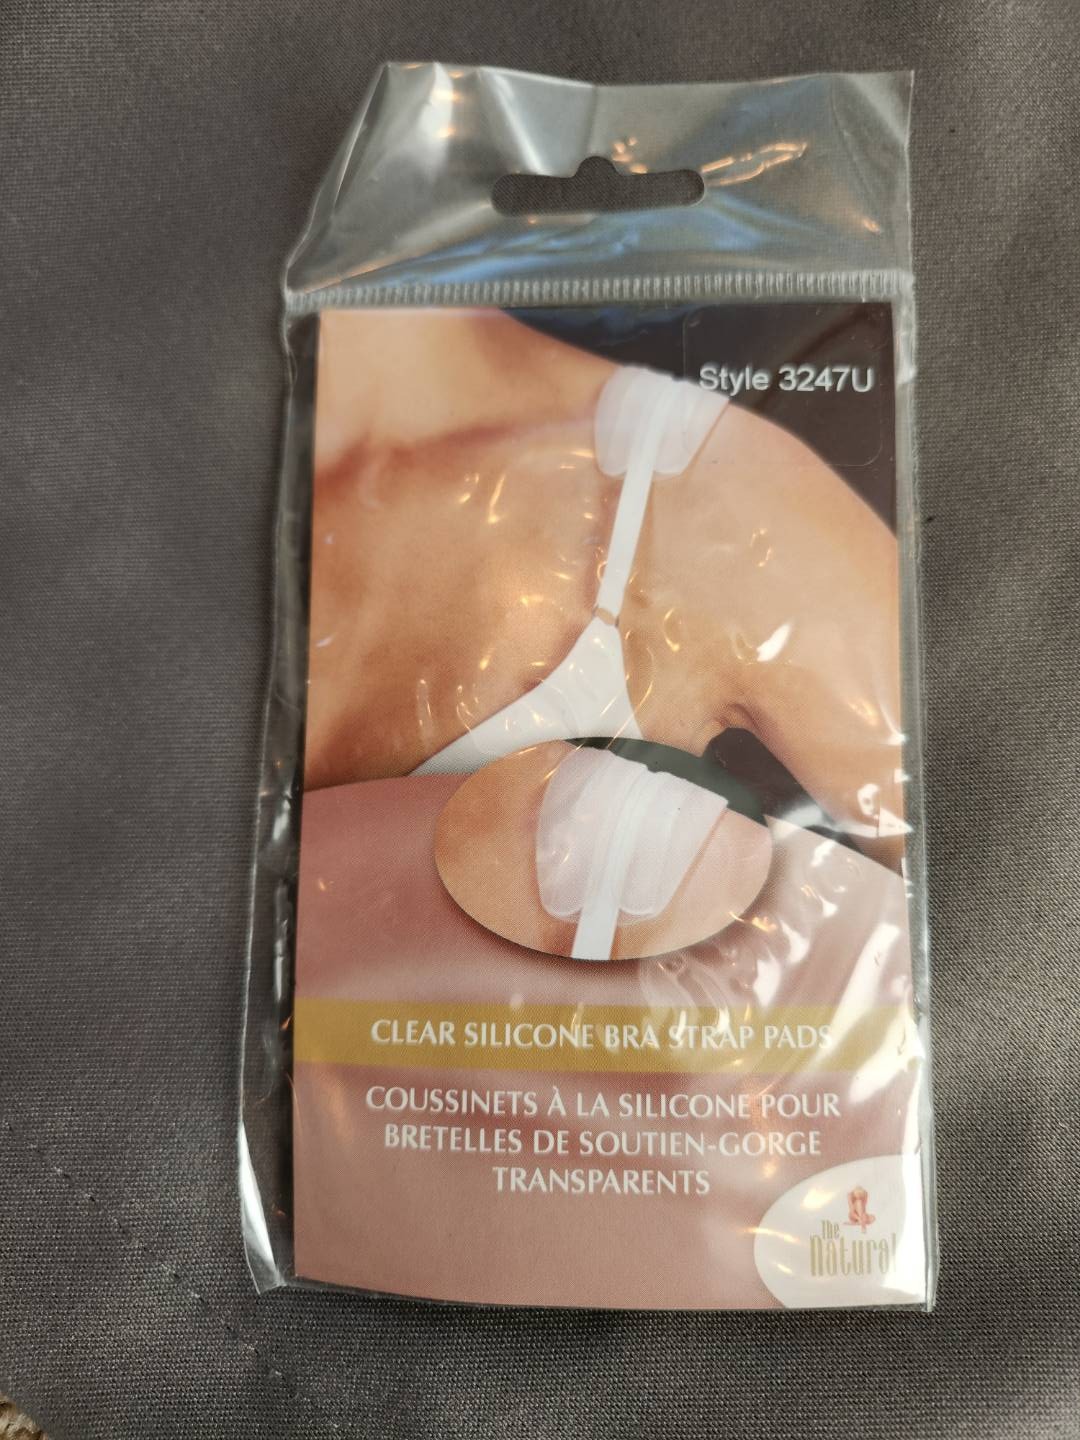 Style 3247U
CLEAR SILICONE BRA STRAP PADS
COUSSINETS À LA SILICONE POUR
BRETELLES DE SOUTIEN-GORGE
TRANSPARENTS
The
Natural